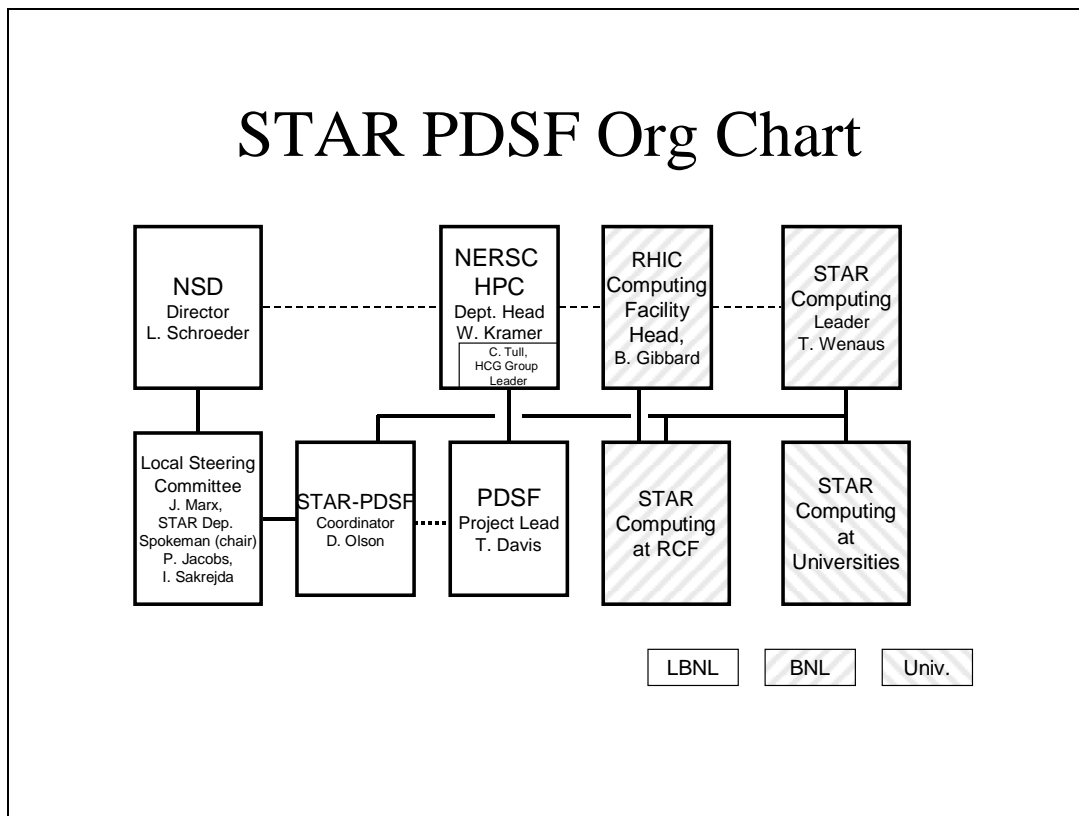 STAR PDSF Org Chart
NSD
Director
L. Schroeder
NERSC
HPC
Dept. Head
W. Kramer
C. Tull,
HCG Group
Leader
RHIC
Computing
Facility
Head,
B. Gibbard
STAR
Computing
Leader
T. Wenaus
Local Steering
Committee
J. Marx,
STAR Dep.
Spokeman (chair)
P. Jacobs,
I. Sakrejda
STAR-PDSF
Coordinator
D. Olson
PDSF
Project Lead
T. Davis
STAR
Computing
at RCF
STAR
Computing
at
Universities
LBNL
BNL
Univ.